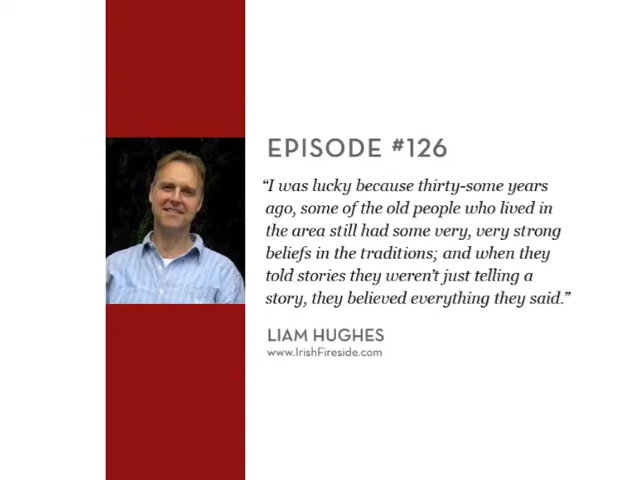 EPISODE #126
“I was lucky because thirty-some years
ago, some of the old people who lived in
the area still had some very, very strong
beliefs in the traditions; and when they
told stories they weren’t just telling a
story, they believed everything they said.”
LIAM HUGHES
www.IrishFireside.com